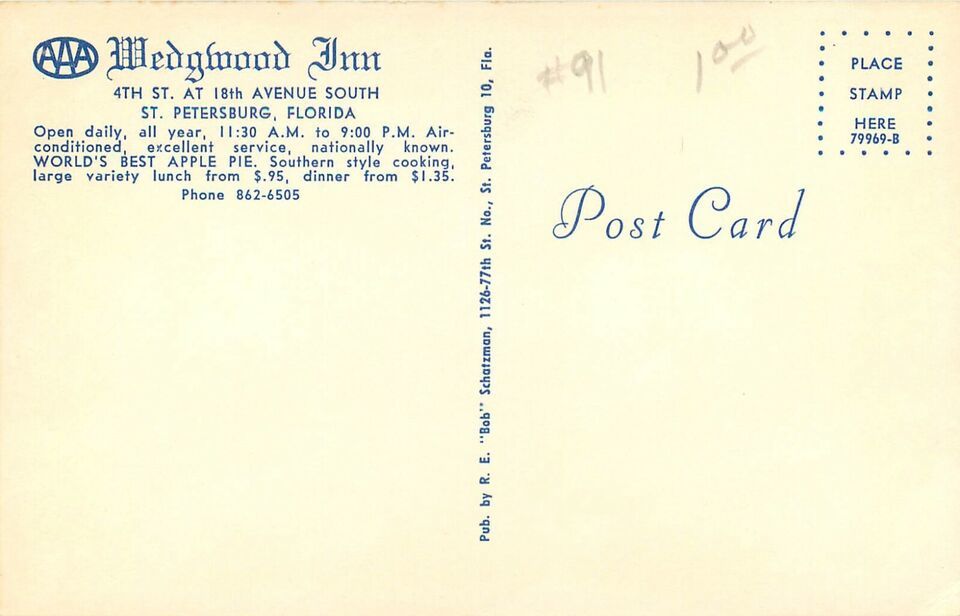 AAA Wedgwood Inn
4TH ST. AT 18th AVENUE SOUTH
ST. PETERSBURG, FLORIDA
Open daily, all year, 11:30 A.M. to 9:00 P.M. Air-
conditioned, excellent service, nationally known.
WORLD'S BEST APPLE PIE. Southern style cooking,
large variety lunch from $.95, dinner from $1.35.
Phone 862-6505
Pub. by R. E. "Bob" Schatzman, 1126-77th St. No., St. Petersburg 10, Fla.
#91
1 00
PLACE
STAMP
HERE
79969-B
Post Card